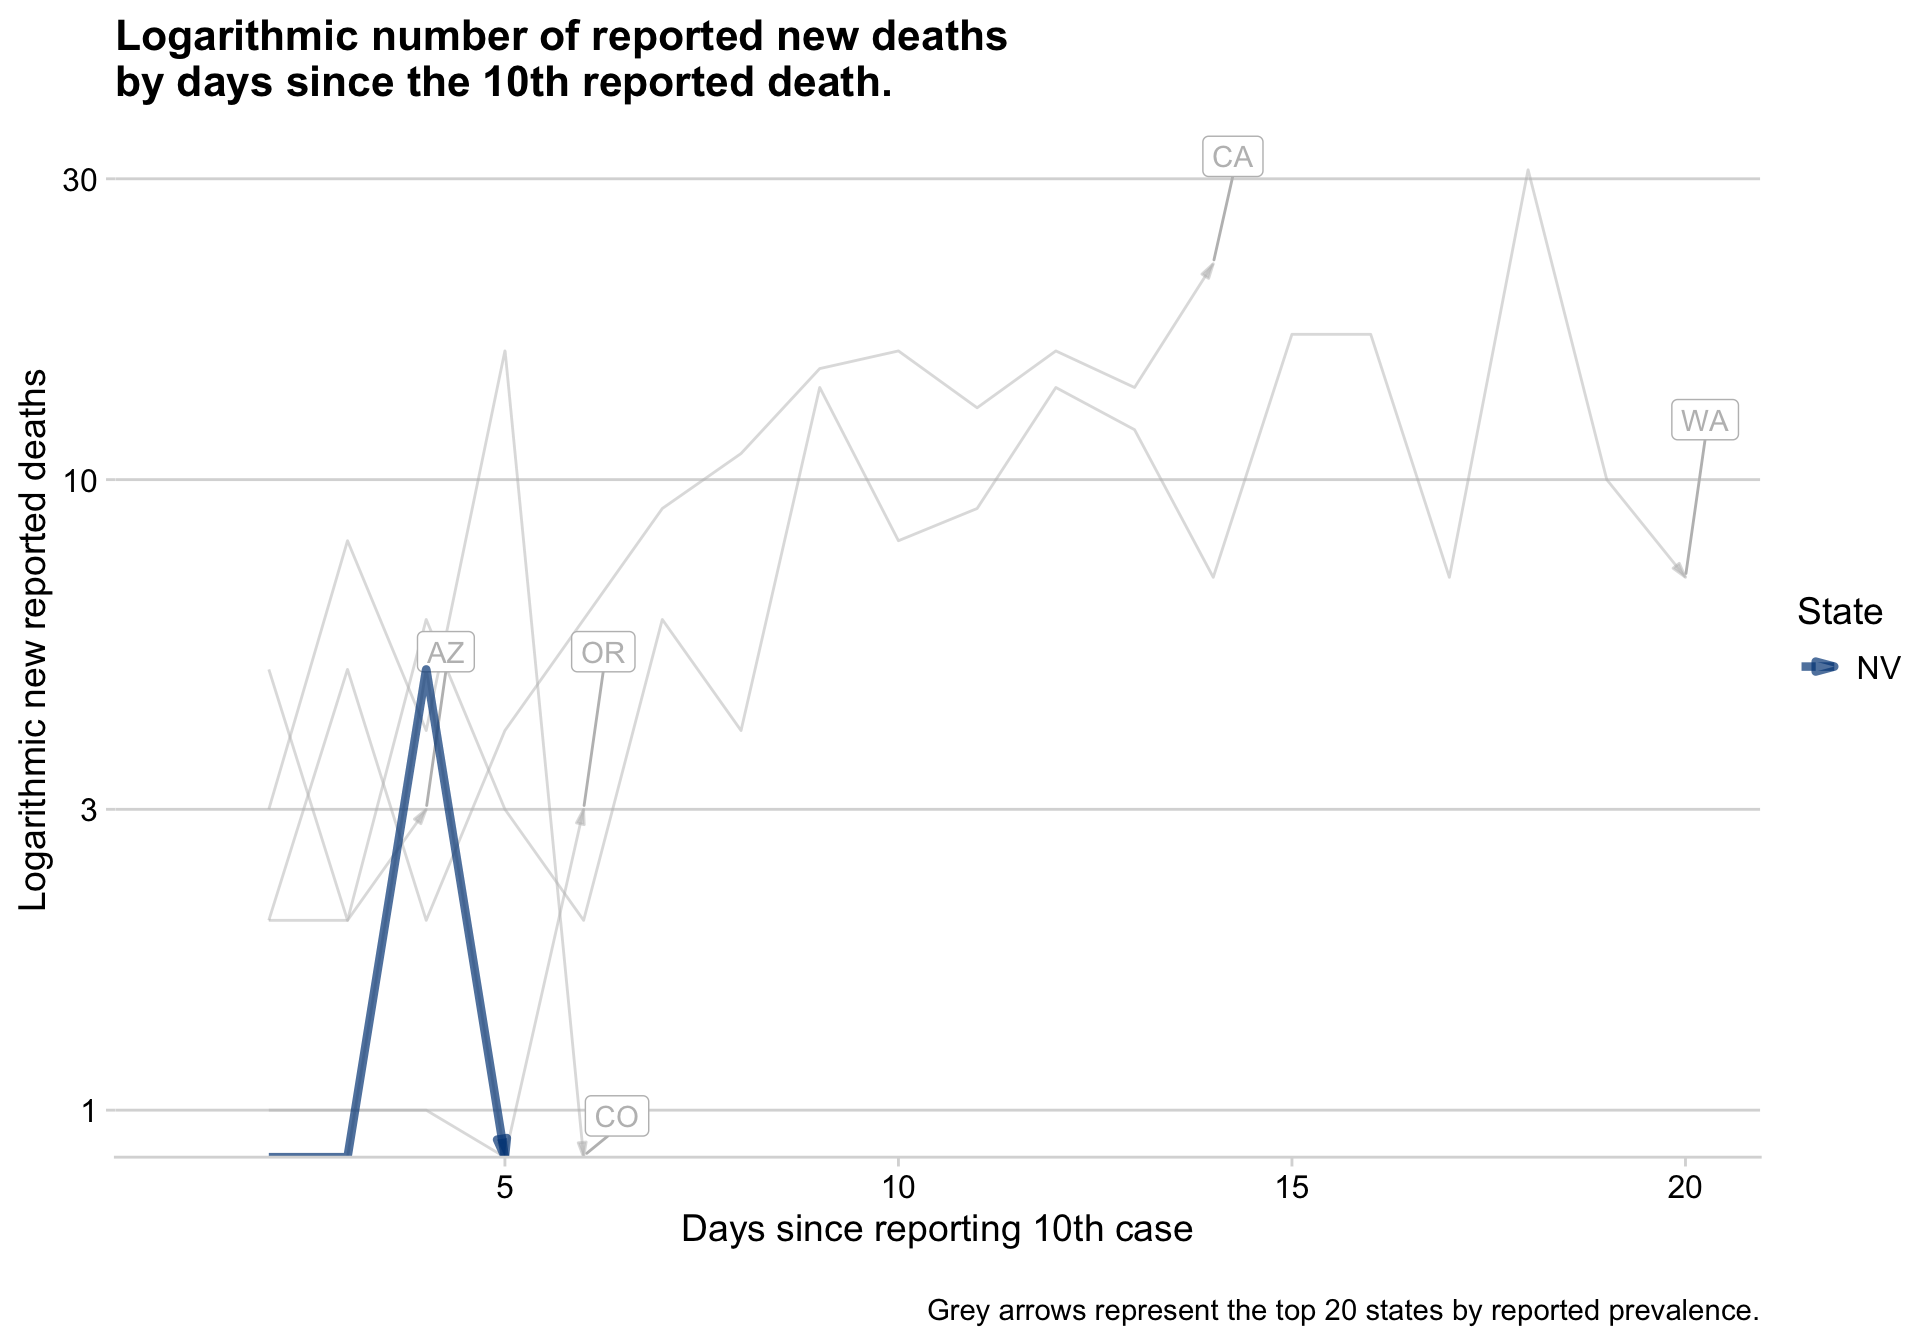 Logarithmic number of reported new deaths
by days since the 10th reported death.
CA
30
WA
10
Logarithmic new reported deaths
State
NV
AZ
OR
3
CO
1
5
10
15
20
Days since reporting 10th case
Grey arrows represent the top 20 states by reported prevalence.